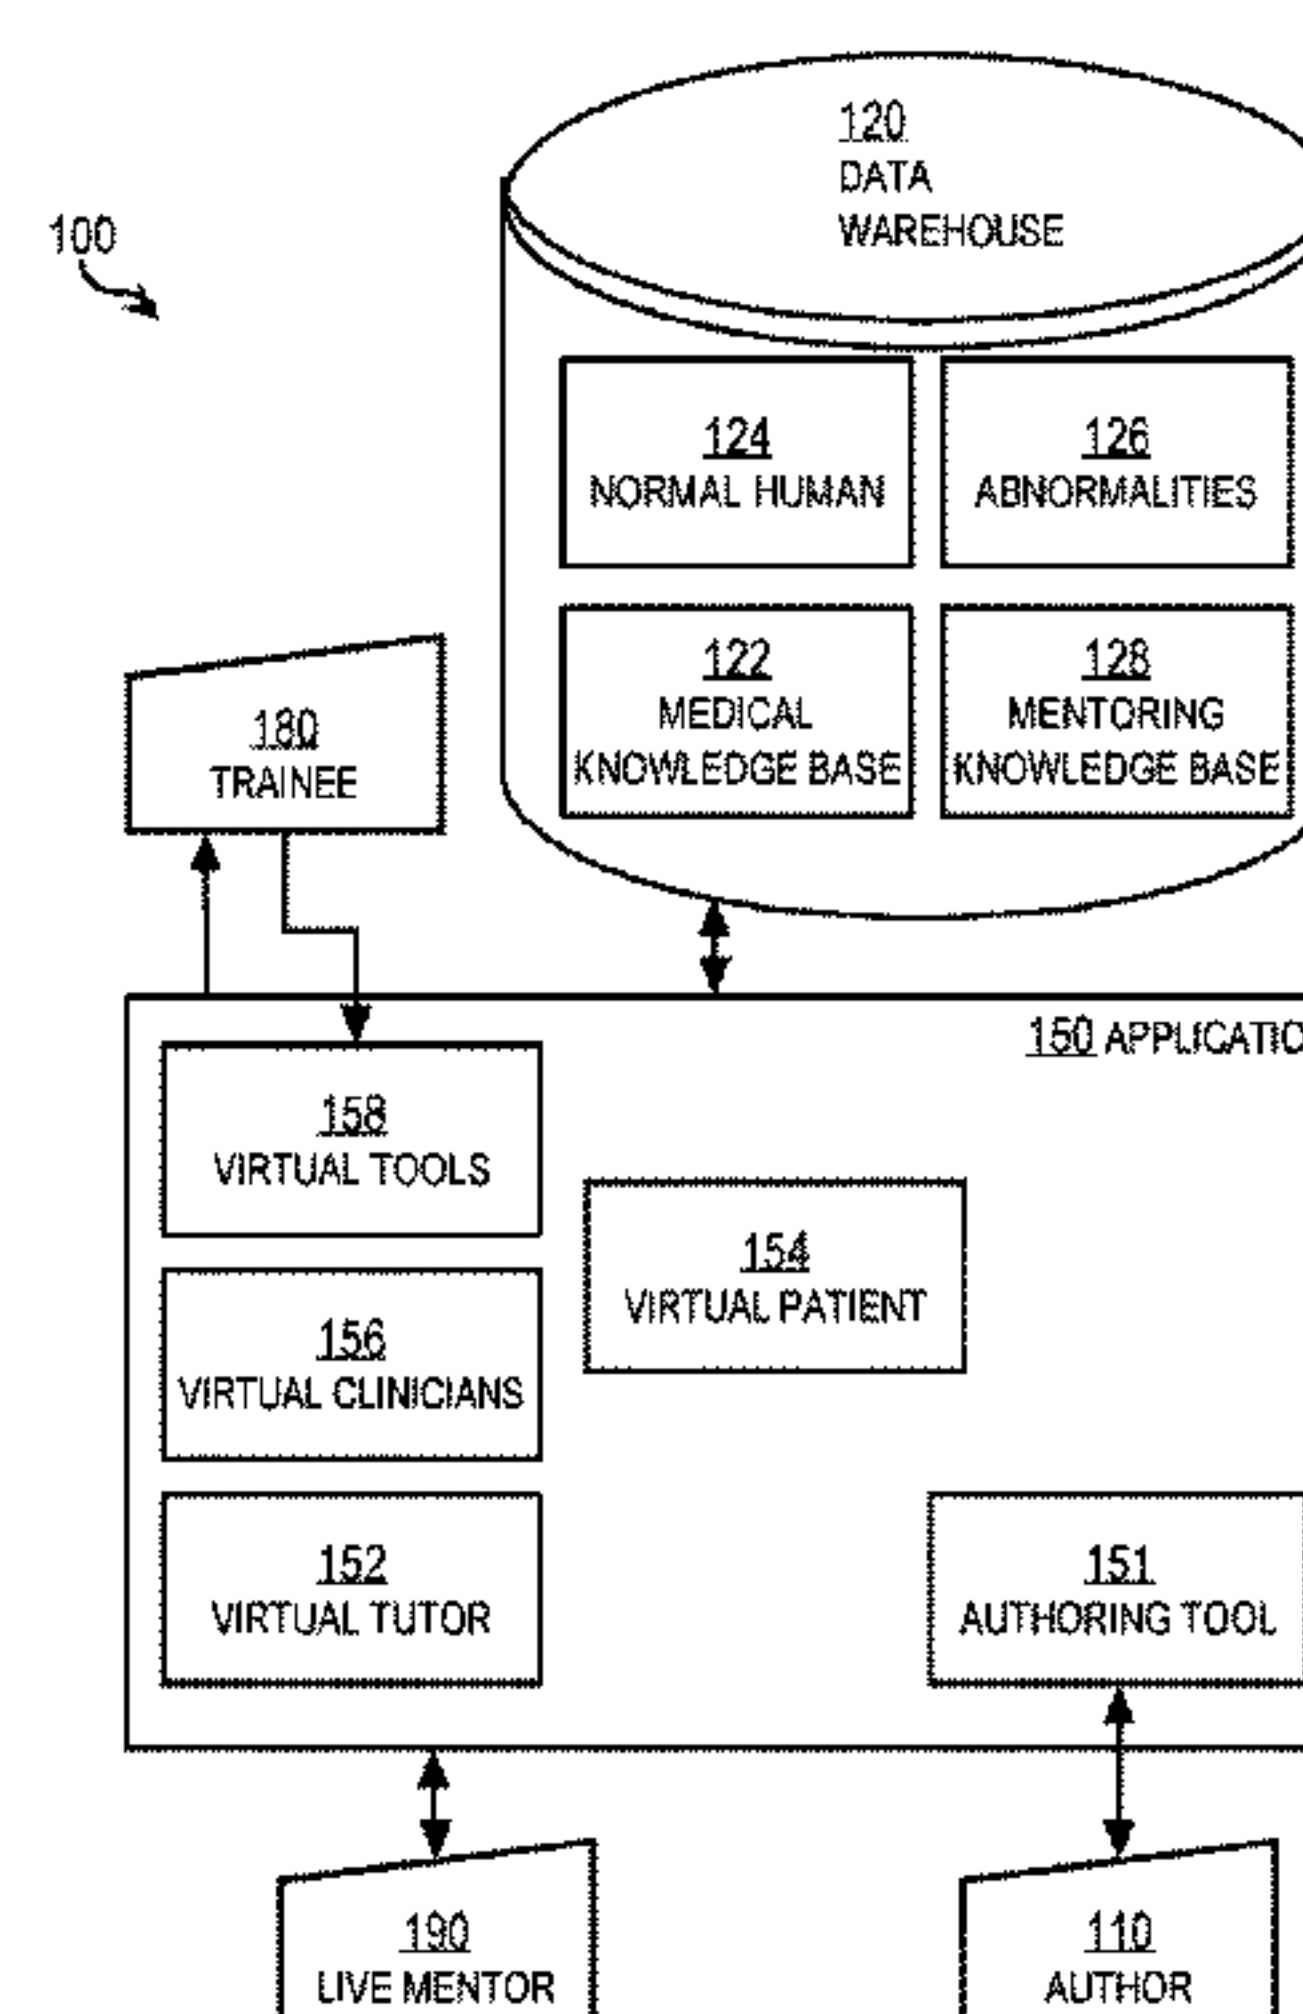 120
DATA
WAREHOUSE
100
124
NORMAL HUMAN
126
ABNORMALITIES
122
MEDICAL
KNOWLEDGE BASE
128
MENTORING
KNOWLEDGE BASE
180
TRAINEE
150 APPLICATIO
158
VIRTUAL TOOLS
154
VIRTUAL PATIENT
156
VIRTUAL CLINICIANS
152
VIRTUAL TUTOR
151
AUTHORING TOOL
190
LIVE MENTOR
110
AUTHOR